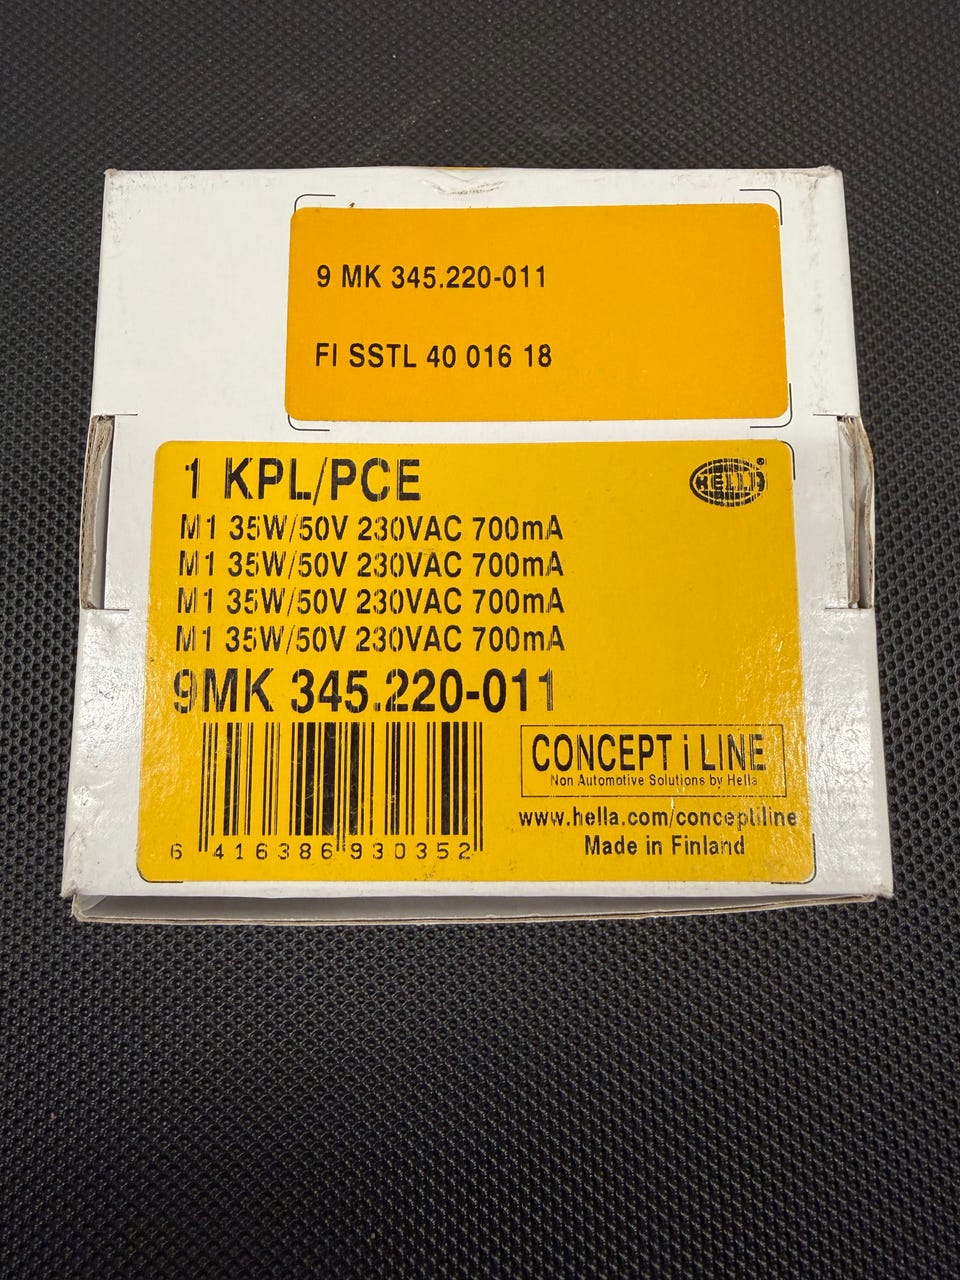 9 MK 345.220-011
FI SSTL 40 016 18
1 KPL/PCE
HELLA®
M1 35W/50V 230VAC 700mA
M1 35W/50V 230VAC 700mA
M1 35W/50V 230VAC 700mA
M1 35W/50V 230VAC 700mA
9MK 345.220-011
6 416386 930352
CONCEPT i LINE
Non Automotive Solutions by Hella
www.hella.com/conceptiline
Made in Finland